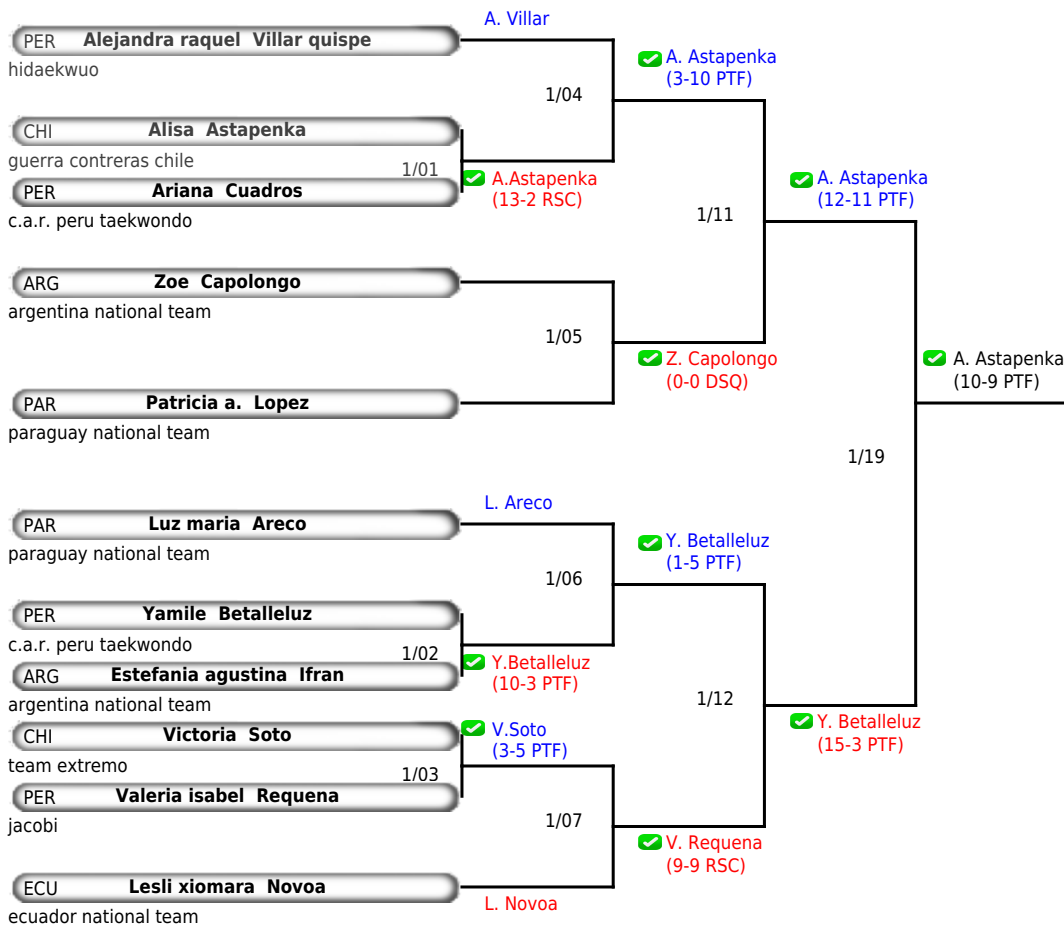 A. Villar
PER Alejandra raquel Villar quispe
hidaekwuo
A. Astapenka
(3-10 PTF)
1/04
CHI Alisa Astapenka
guerra contreras chile
1/01
A.Astapenka
(13-2 RSC)
PER Ariana Cuadros
c.a.r. peru taekwondo
A. Astapenka
(12-11 PTF)
1/11
ARG Zoe Capolongo
argentina national team
1/05
Z. Capolongo
(0-0 DSQ)
A. Astapenka
(10-9 PTF)
PAR Patricia a. Lopez
paraguay national team
1/19
L. Areco
PAR Luz maria Areco
paraguay national team
Y. Betalleluz
(1-5 PTF)
1/06
PER Yamile Betalleluz
c.a.r. peru taekwondo
1/02
Y.Betalleluz
(10-3 PTF)
ARG Estefania agustina Ifran
argentina national team
1/12
Y. Betalleluz
(15-3 PTF)
CHI Victoria Soto
team extremo
V.Soto
(3-5 PTF)
1/03
PER Valeria isabel Requena
jacobi
1/07
V. Requena
(9-9 RSC)
ECU Lesli xiomara Novoa
ecuador national team
L. Novoa